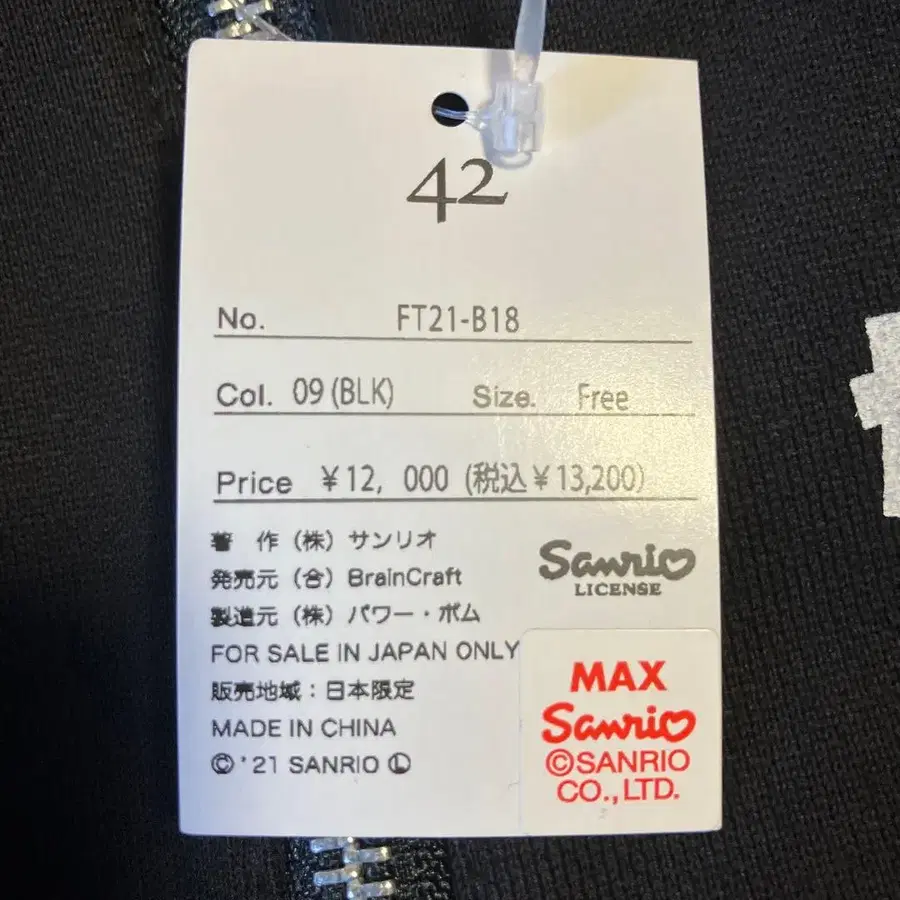 42
No. FT21-B18
Col. 09 (BLK) Size. Free
Price ¥12, 000 (税込¥13,200)
著 作（株）サンリオ
発売元（合）BrainCraft
製造元（株）パワー・ボム
FOR SALE IN JAPAN ONLY
販売地域：日本限定
MADE IN CHINA
© '21 SANRIO Ⓛ
Sanrio
LICENSE
MAX
Sanrio
©SANRIO
CO.,LTD.